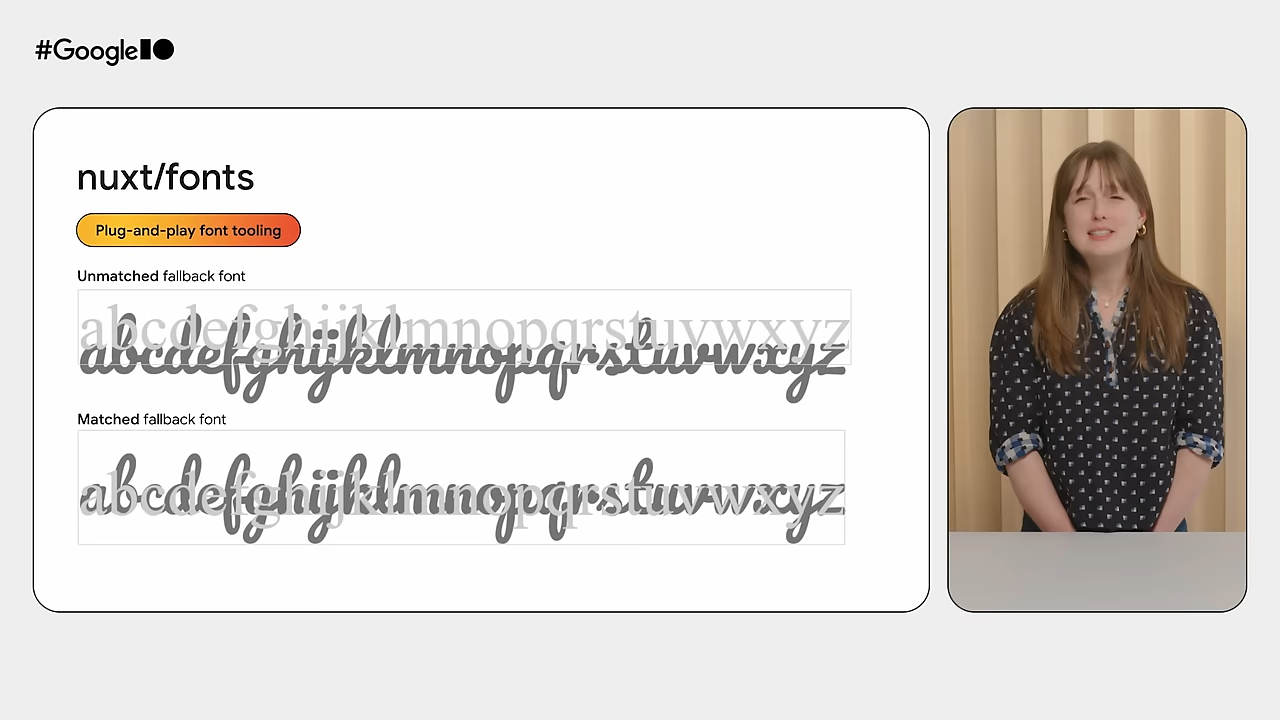 #GoogleIO
nuxt/fonts
Plug-and-play font tooling
Unmatched fallback font
abcdefghijklmnopqrstuvwxyz
abcdefghijklmnopqrstuvwxyz
Matched fallback font
abcdefghijklmnopqrstuvwxyz
abcdefghijklmnopqrstuvwxyz